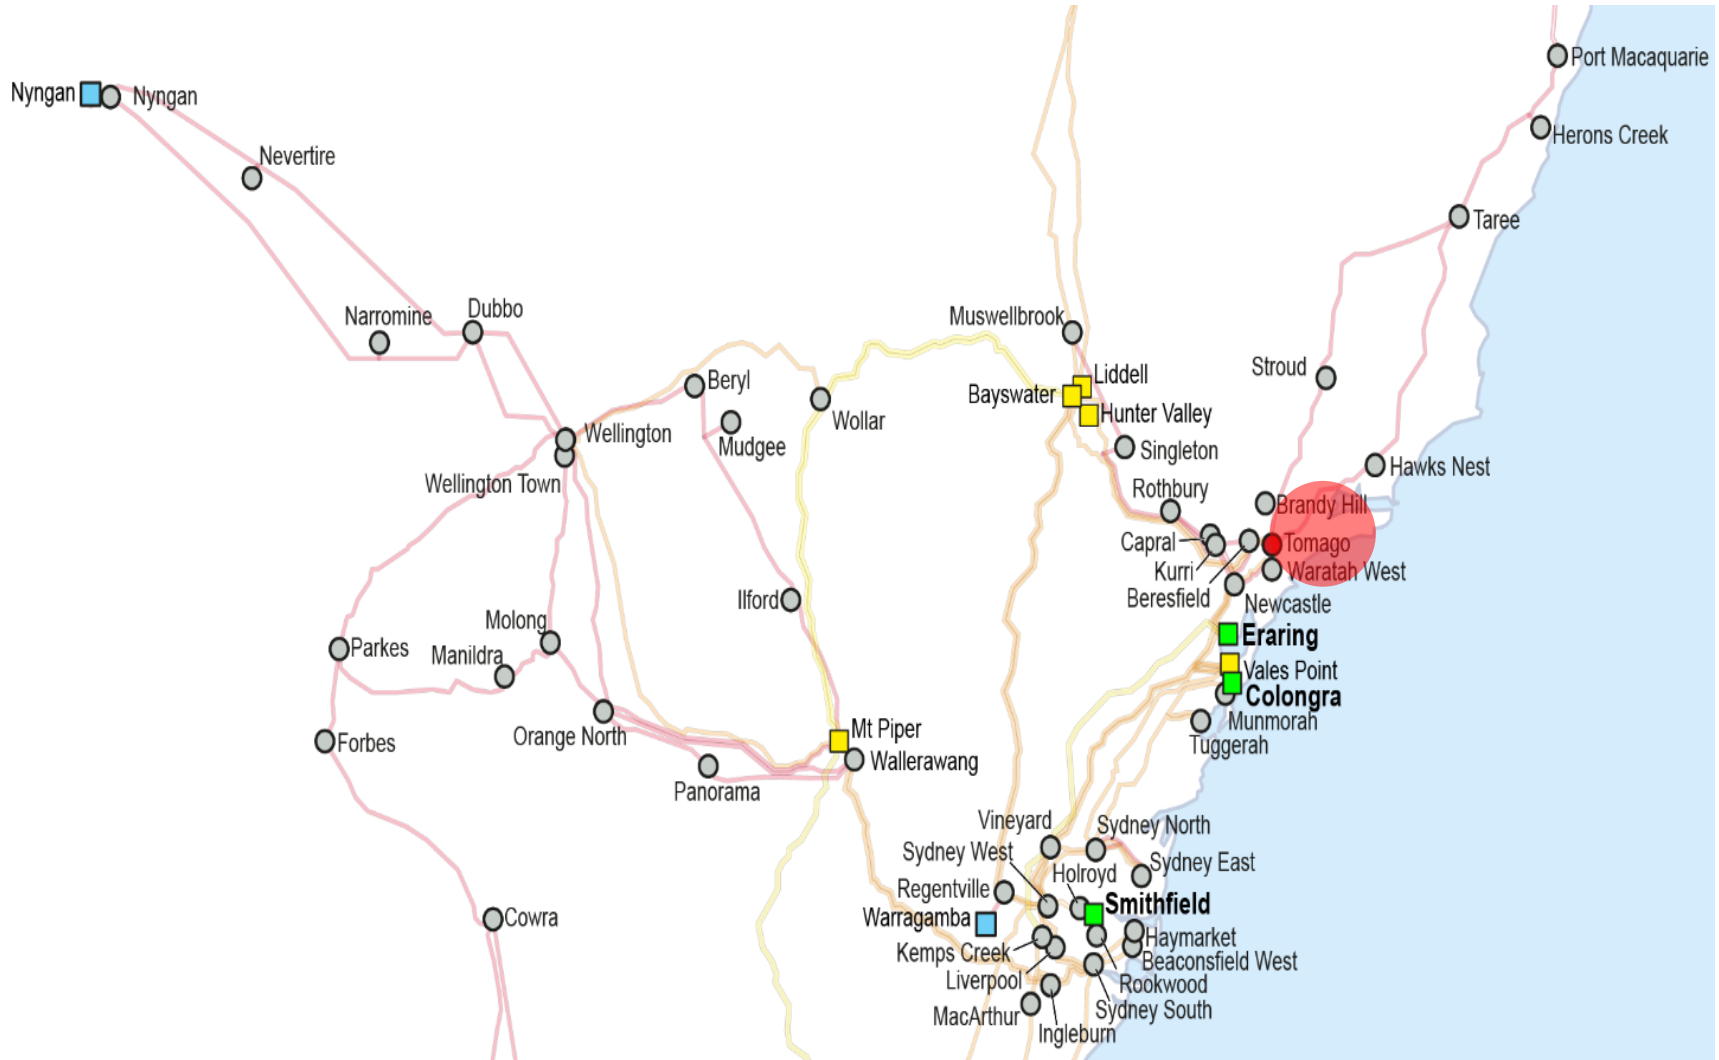 Port Macaquarie
Nyngan
Nyngan
Herons Creek
Nevertire
Taree
Narromine
Dubbo
Muswellbrook
Stroud
Liddell
Beryl
Bayswater
Hunter Valley
Wollar
Wellington
Mudgee
Singleton
Hawks Nest
Wellington Town
Rothbury
Brandy Hill
Capral
Tomago
Kurri
Waratah West
Beresfield
Newcastle
Ilford
Molong
Eraring
Parkes
Manildra
Vales Point
Colongra
Munmorah
Mt Piper
Orange North
Forbes
Tuggerah
Wallerawang
Panorama
Vineyard
Sydney North
Sydney West
Sydney East
Holroyd
Regentville
Smithfield
Warragamba
Cowra
Haymarket
Kemps Creek
Beaconsfield West
Liverpool
Rookwood
MacArthur
Sydney South
Ingleburn